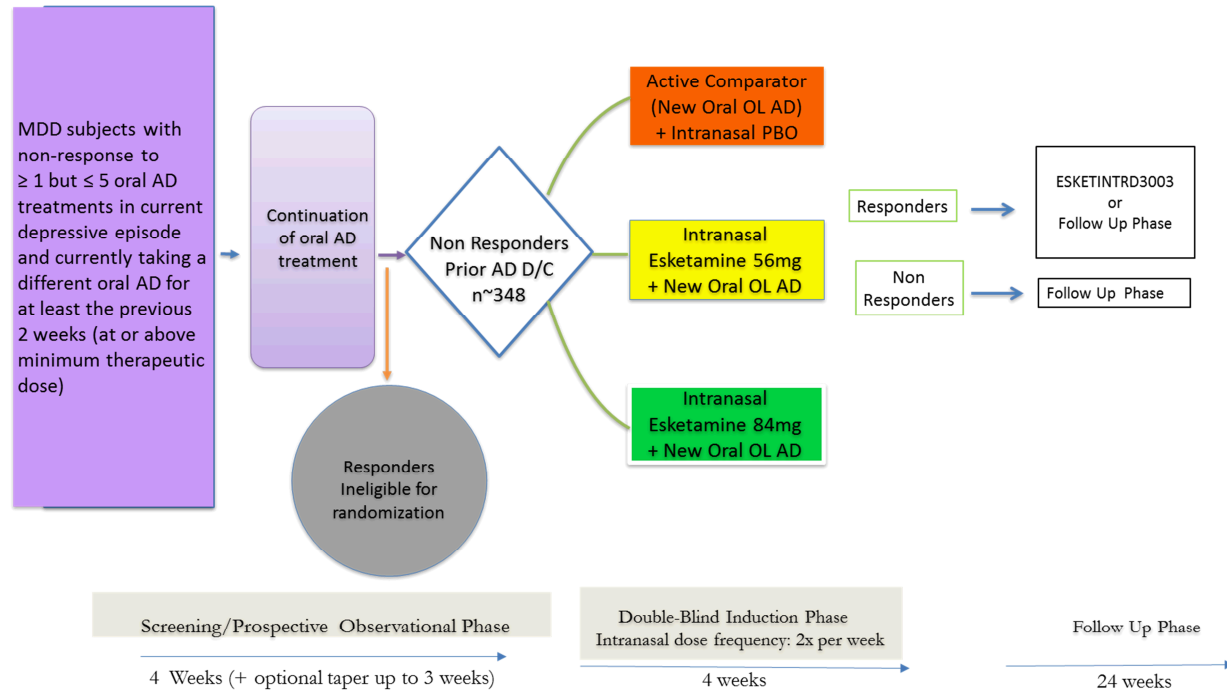 MDD subjects with
non-response to
≥ 1 but ≤ 5 oral AD
treatments in current
depressive episode
and currently taking a
different oral AD for
at least the previous
2 weeks (at or above
minimum therapeutic
dose)
Continuation
of oral AD
treatment
Non Responders
Prior AD D/C
n~348
Responders
Ineligible for
randomization
Active Comparator
(New Oral OL AD)
+ Intranasal PBO
Intranasal
Esketamine 56mg
+ New Oral OL AD
Intranasal
Esketamine 84mg
+ New Oral OL AD
Responders
ESKETINTRD3003
or
Follow Up Phase
Non
Responders
Follow Up Phase
Screening/Prospective Observational Phase
4 Weeks (+ optional taper up to 3 weeks)
Double-Blind Induction Phase
Intranasal dose frequency: 2x per week
4 weeks
Follow Up Phase
24 weeks